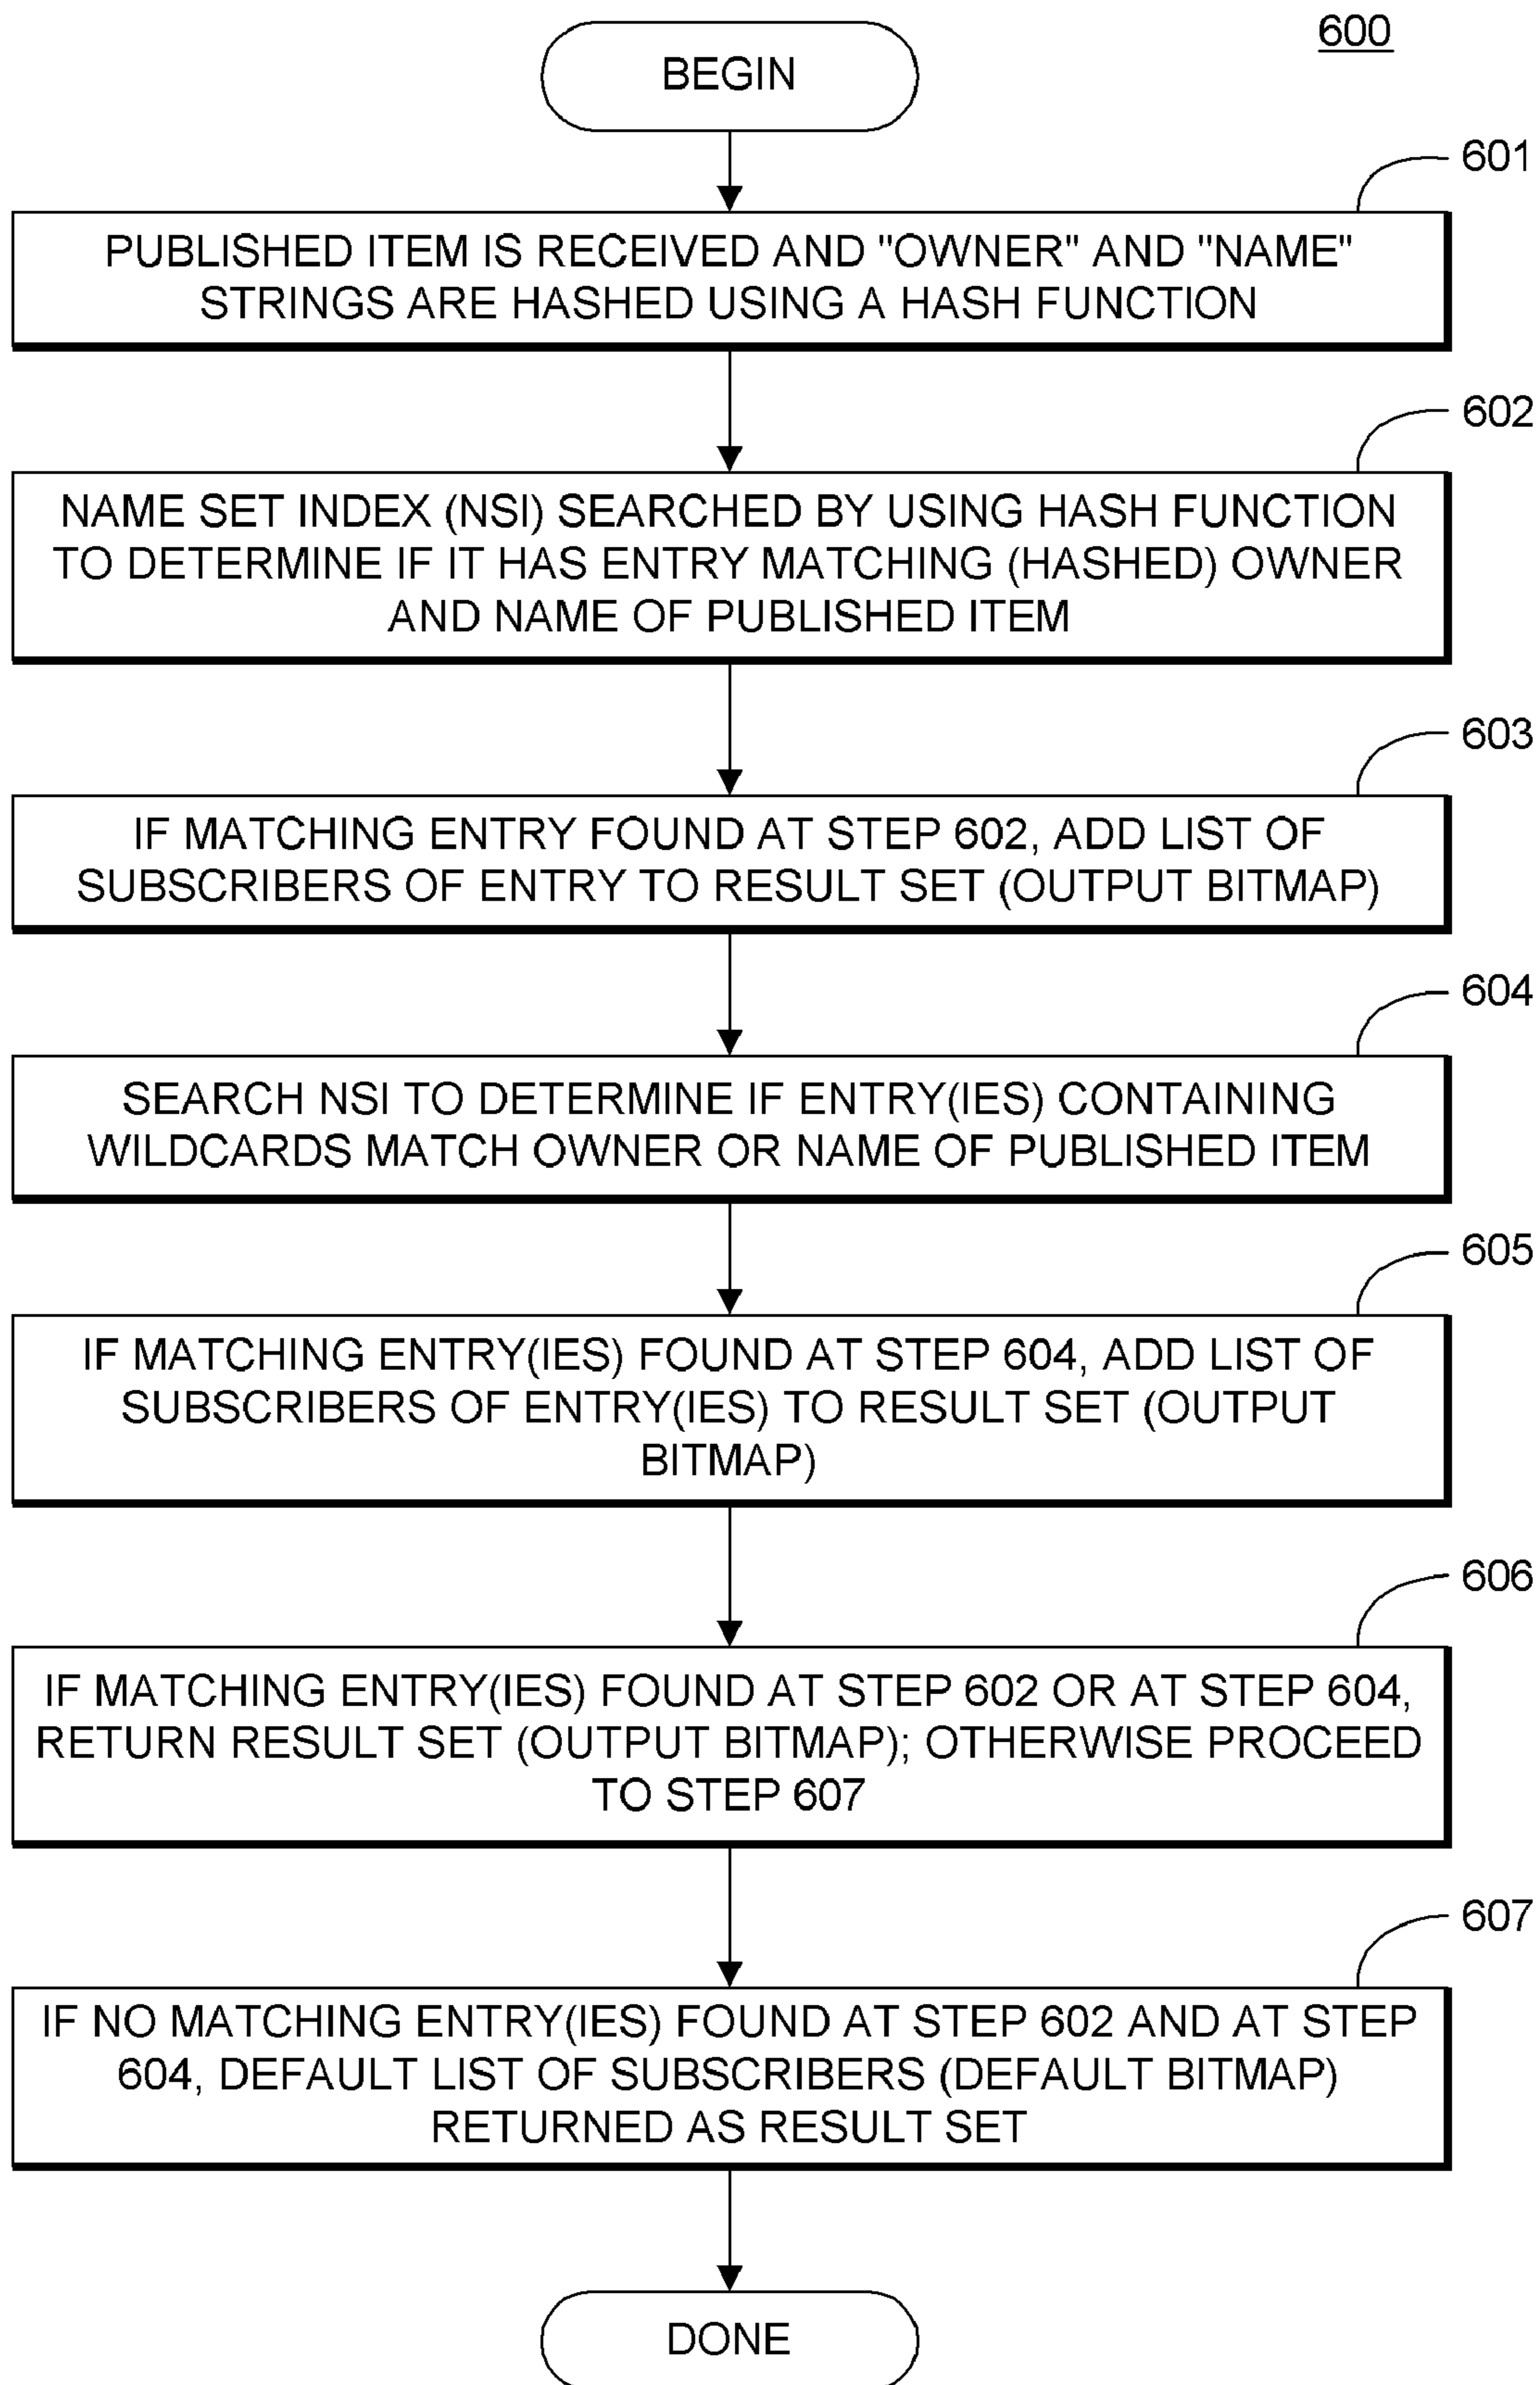 600
BEGIN
601
PUBLISHED ITEM IS RECEIVED AND "OWNER" AND "NAME"
STRINGS ARE HASHED USING A HASH FUNCTION
602
NAME SET INDEX (NSI) SEARCHED BY USING HASH FUNCTION
TO DETERMINE IF IT HAS ENTRY MATCHING (HASHED) OWNER
AND NAME OF PUBLISHED ITEM
603
IF MATCHING ENTRY FOUND AT STEP 602, ADD LIST OF
SUBSCRIBERS OF ENTRY TO RESULT SET (OUTPUT BITMAP)
604
SEARCH NSI TO DETERMINE IF ENTRY(IES) CONTAINING
WILDCARDS MATCH OWNER OR NAME OF PUBLISHED ITEM
605
IF MATCHING ENTRY(IES) FOUND AT STEP 604, ADD LIST OF
SUBSCRIBERS OF ENTRY(IES) TO RESULT SET (OUTPUT
BITMAP)
606
IF MATCHING ENTRY(IES) FOUND AT STEP 602 OR AT STEP 604,
RETURN RESULT SET (OUTPUT BITMAP); OTHERWISE PROCEED
TO STEP 607
607
IF NO MATCHING ENTRY(IES) FOUND AT STEP 602 AND AT STEP
604, DEFAULT LIST OF SUBSCRIBERS (DEFAULT BITMAP)
RETURNED AS RESULT SET
DONE